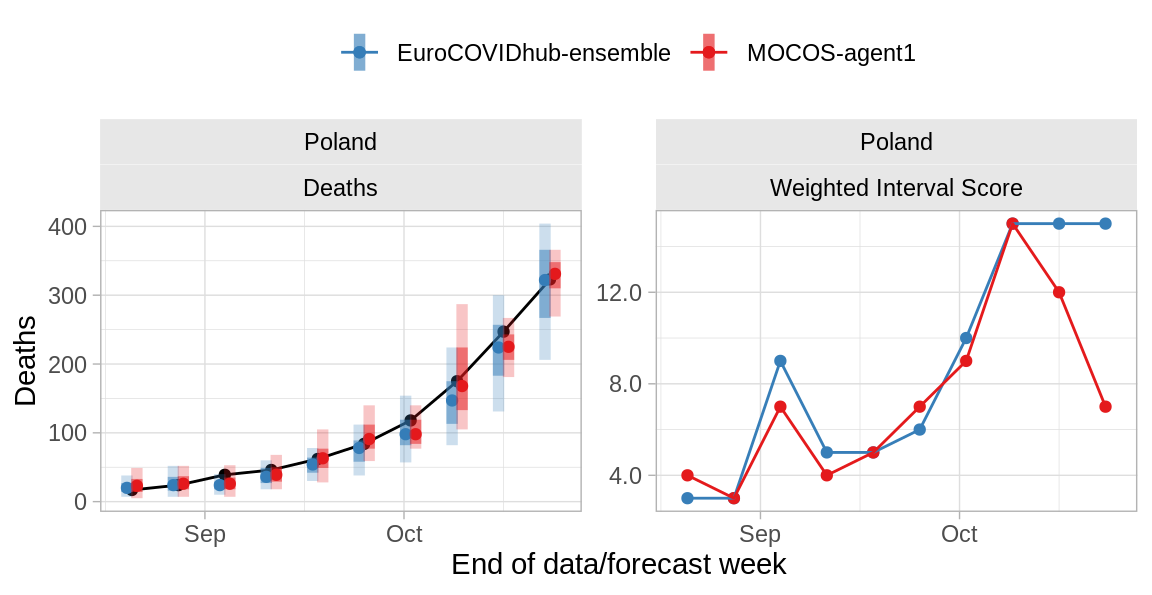 EuroCOVIDhub-ensemble MOCOS-agent1
Poland
Deaths
400
300
200
100
0
Deaths
Sep Oct
Poland
Weighted Interval Score
12.0
8.0
4.0
Sep Oct
End of data/forecast week